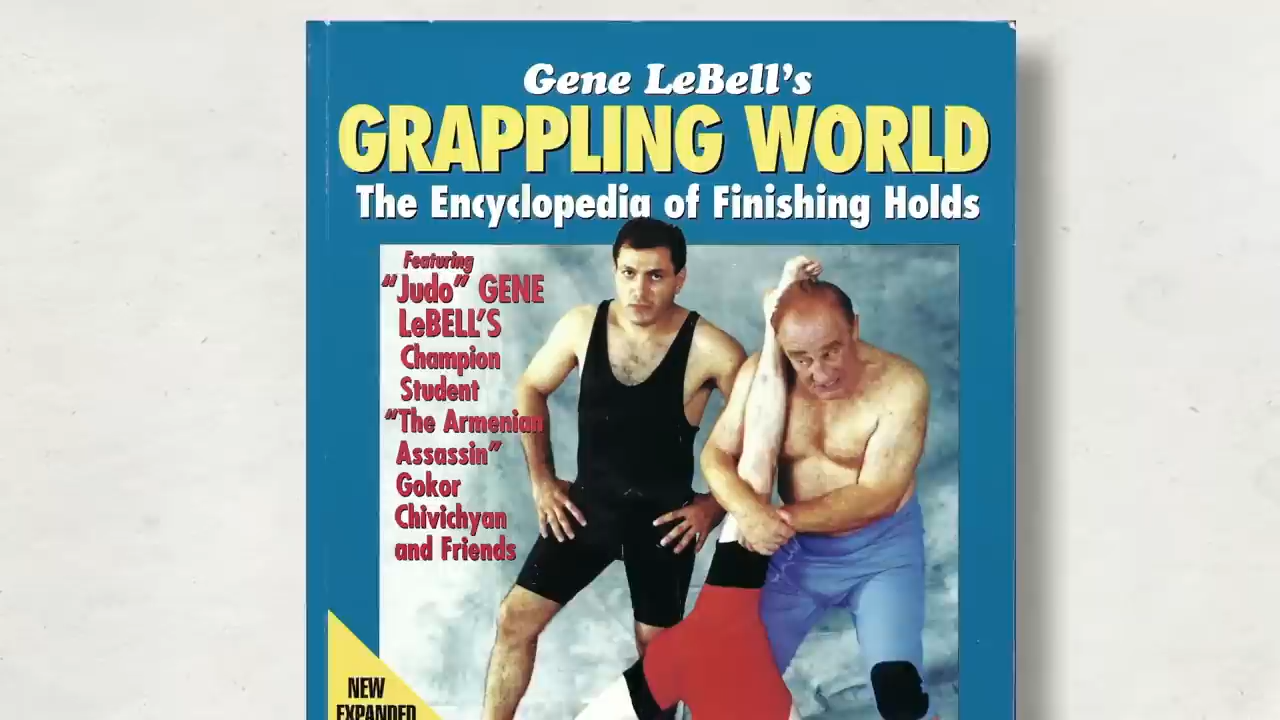 Gene LeBell's
GRAPPLING WORLD
The Encyclopedia of Finishing Holds
Featuring
"Judo" GENE
LeBELL'S
Champion
Student
"The Armenian
Assassin"
Gokor
Chivichyan
and Friends
NEW
EXPANDED